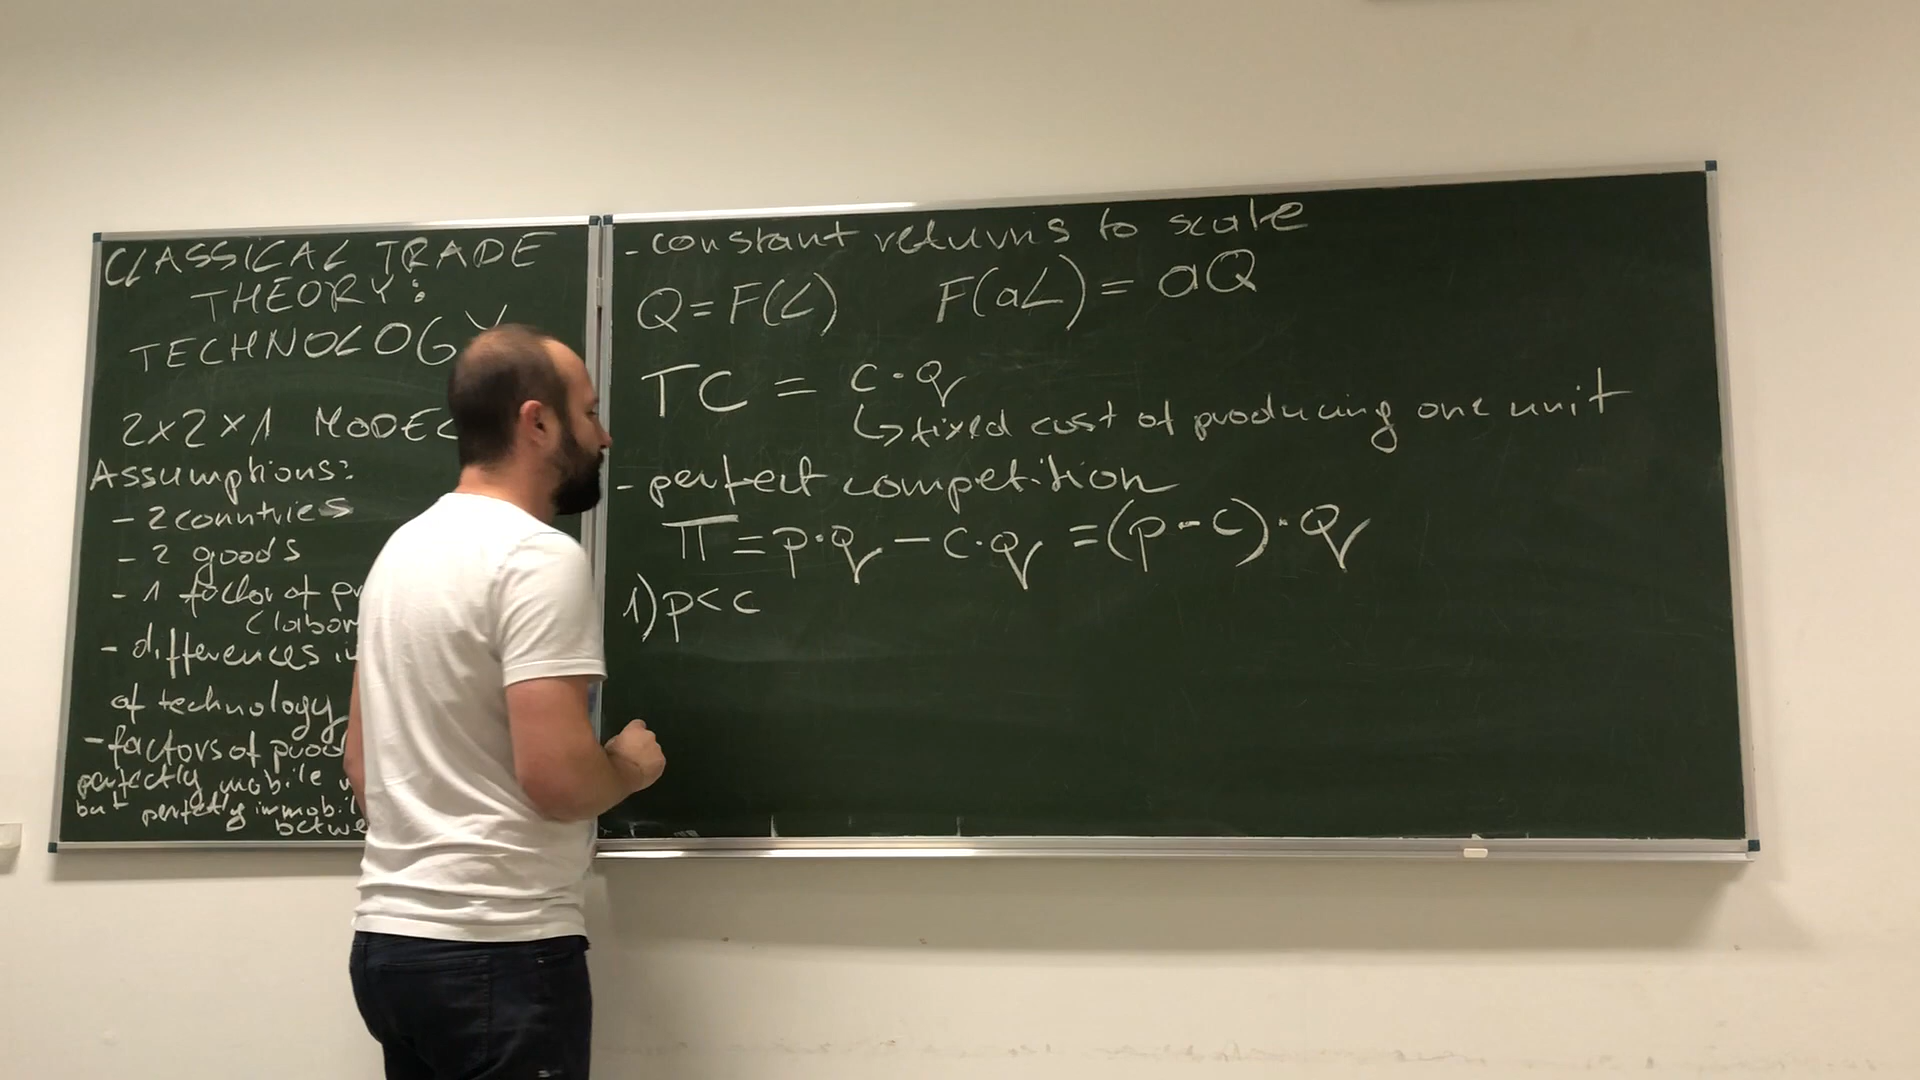 CLASSICAL TRADE
THEORY:
TECHNOLOGY
2x2x1 MODEL
Assumptions:
- 2 countries
- 2 goods
- 1 factor of
(labor
- differences
of technology
- factors of
perfectly mobile
but perfectly immobil
betwe
- constant returns to scale
Q=F(L) F(aL) = aQ
TC = c·q
↳ fixed cost of producing one unit
- perfect competition
π = p·q - c·q = (p-c)·q
1) p<c